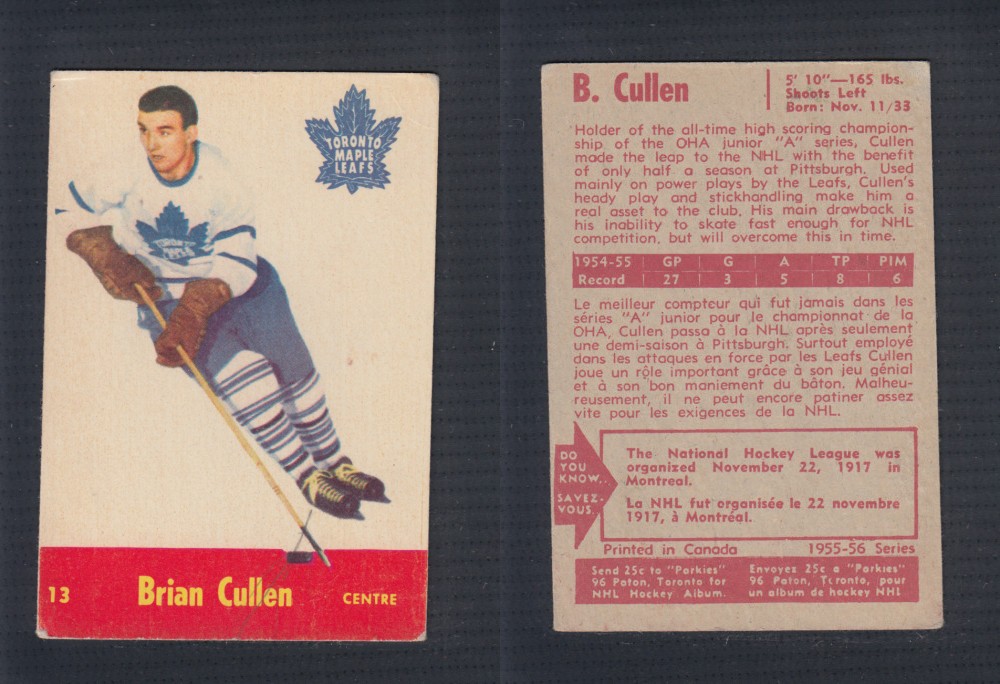 TORONTO
MAPLE
LEAFS
13 Brian Cullen CENTRE
B. Cullen
5' 10"—165 lbs.
Shoots Left
Born: Nov. 11/33
Holder of the all-time high scoring champion-
ship of the OHA junior "A" series, Cullen
made the leap to the NHL with the benefit
of only half a season at Pittsburgh. Used
mainly on power plays by the Leafs, Cullen's
heady play and stickhandling make him a
real asset to the club. His main drawback is
his inability to skate fast enough for NHL
competition, but will overcome this in time.
1954-55 GP G A TP PIM
Record 27 3 5 8 6
Le meilleur compteur qui fut jamais dans les
séries "A" junior pour le championnat de la
OHA, Cullen passa à la NHL après seulement
une demi-saison à Pittsburgh. Surtout employé
dans les attaques en force par les Leafs Cullen
joue un rôle important grâce à son jeu génial
et à son bon maniement du bâton. Malheu-
reusement, il ne peut encore patiner assez
vite pour les exigences de la NHL.
DO
YOU
KNOW..
SAVEZ-
VOUS..
The National Hockey League was
organized November 22, 1917 in
Montreal.
La NHL fut organisée le 22 novembre
1917, à Montréal.
Printed in Canada 1955-56 Series
Send 25c to "Parkies"
96 Paton, Toronto for
NHL Hockey Album.
Envoyez 25c a "Parkies"
96 Paton, Toronto, pour
un album de hockey NHL